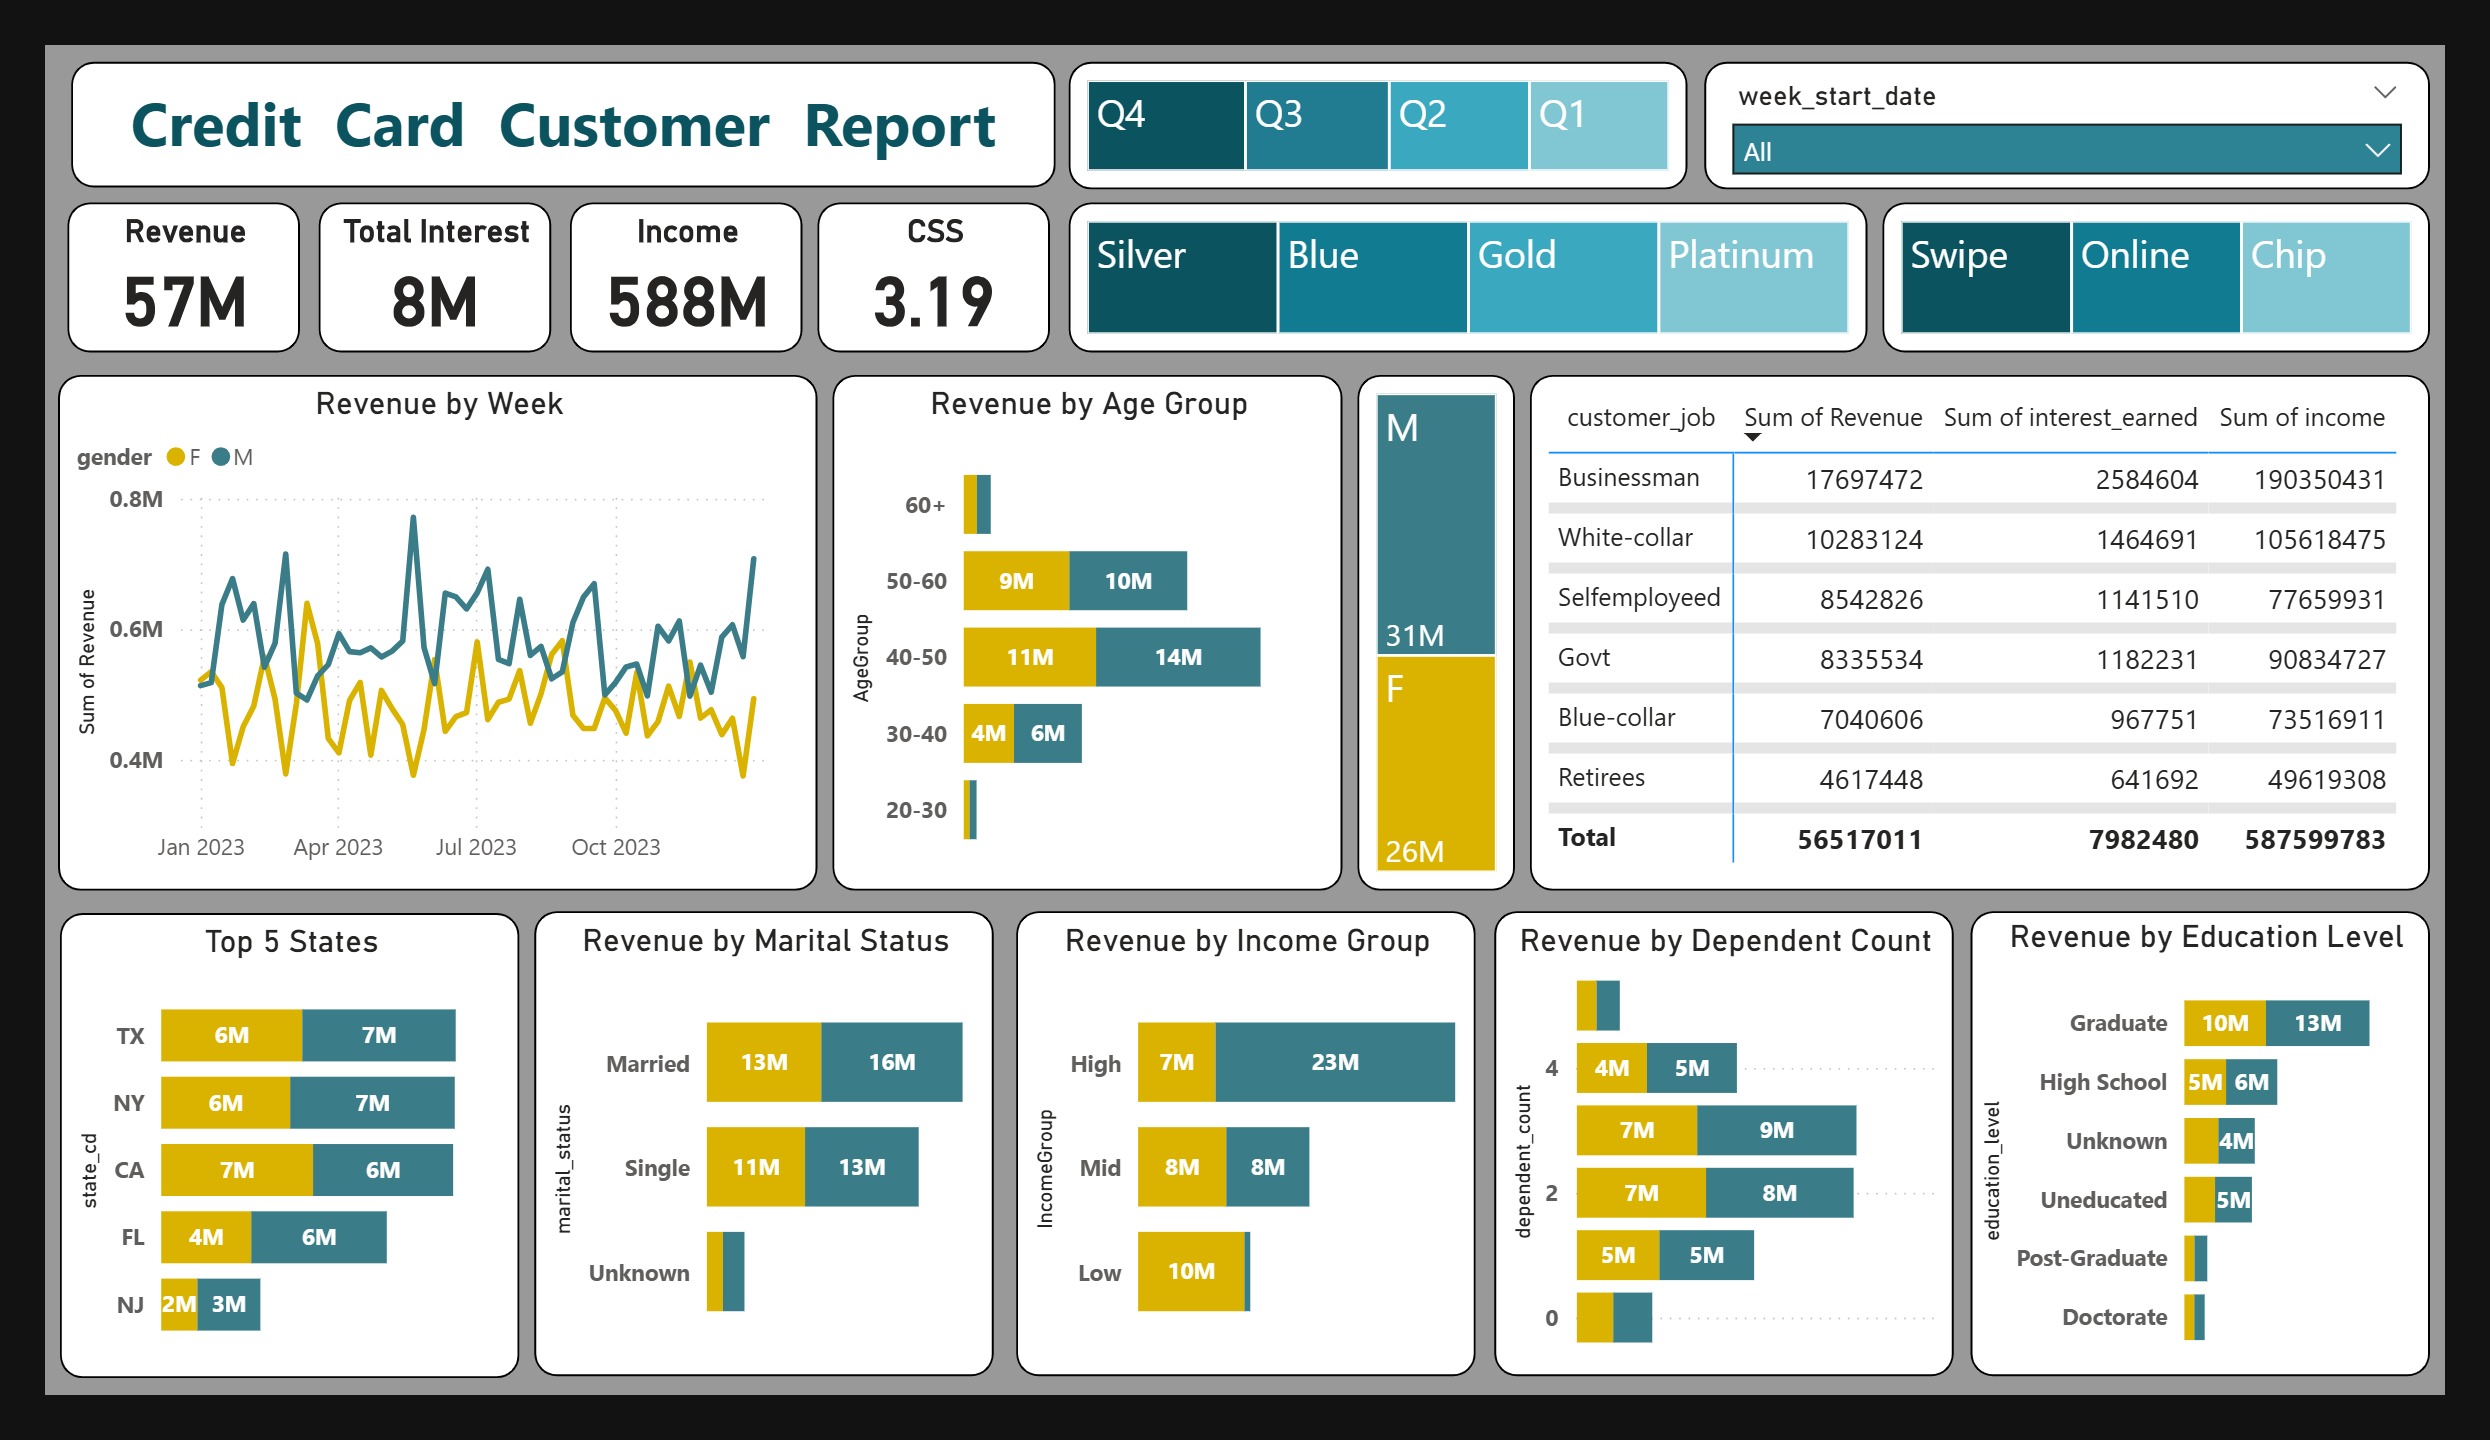 Credit Card Customer Report
Q4 Q3 Q2 Q1
week_start_date
All
Revenue
57M
Total Interest
8M
Income
588M
CSS
3.19
Silver Blue Gold Platinum
Swipe Online Chip
Revenue by Week
gender F M
Sum of Revenue
0.8M
0.6M
0.4M
Jan 2023 Apr 2023 Jul 2023 Oct 2023
Revenue by Age Group
AgeGroup
60+
50-60 9M 10M
40-50 11M 14M
30-40 4M 6M
20-30
M
31M
F
26M
customer_job Sum of Revenue Sum of interest_earned Sum of income
Businessman 17697472 2584604 190350431
White-collar 10283124 1464691 105618475
Selfemployeed 8542826 1141510 77659931
Govt 8335534 1182231 90834727
Blue-collar 7040606 967751 73516911
Retirees 4617448 641692 49619308
Total 56517011 7982480 587599783
Top 5 States
state_cd
TX 6M 7M
NY 6M 7M
CA 7M 6M
FL 4M 6M
NJ 2M 3M
Revenue by Marital Status
marital_status
Married 13M 16M
Single 11M 13M
Unknown
Revenue by Income Group
IncomeGroup
High 7M 23M
Mid 8M 8M
Low 10M
Revenue by Dependent Count
dependent_count
4 4M 5M
7M 9M
2 7M 8M
5M 5M
0
Revenue by Education Level
education_level
Graduate 10M 13M
High School 5M 6M
Unknown 4M
Uneducated 5M
Post-Graduate
Doctorate